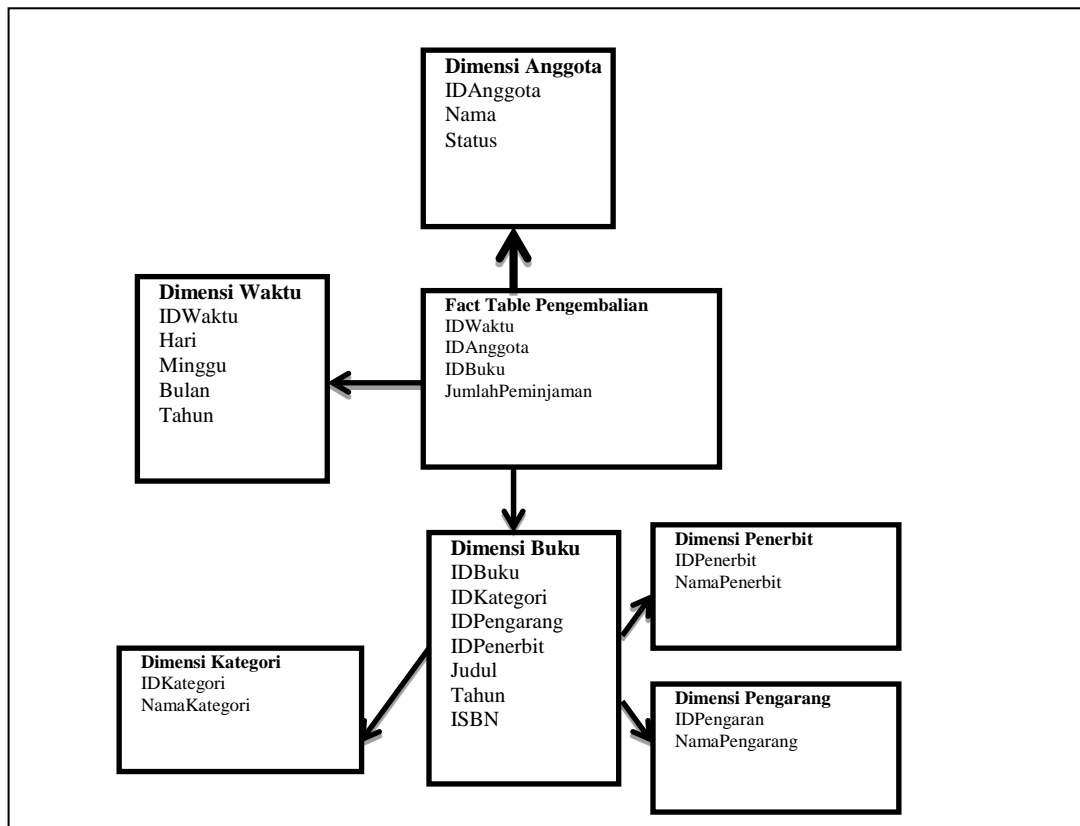 Dimensi Anggota
IDAnggota
Nama
Status
Dimensi Waktu
IDWaktu
Hari
Minggu
Bulan
Tahun
Fact Table Pengembalian
IDWaktu
IDAnggota
IDBuku
JumlahPeminjaman
Dimensi Buku
IDBuku
IDKategori
IDPengarang
IDPenerbit
Judul
Tahun
ISBN
Dimensi Penerbit
IDPenerbit
NamaPenerbit
Dimensi Kategori
IDKategori
NamaKategori
Dimensi Pengarang
IDPengaran
NamaPengarang